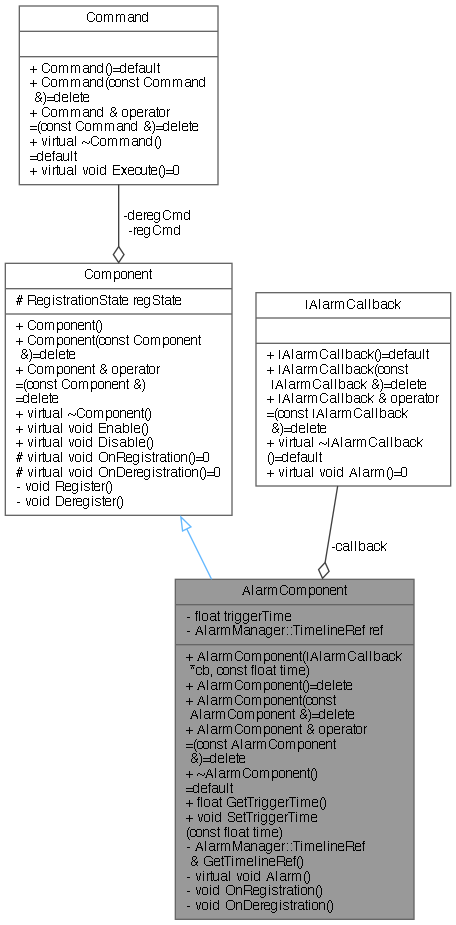 Command
+ Command()=default
+ Command(const Command
&)=delete
+ Command & operator
=(const Command &)=delete
+ virtual ~Command()
=default
+ virtual void Execute()=0
-deregCmd
-regCmd
Component
# RegistrationState regState
+ Component()
+ Component(const Component
&)=delete
+ Component & operator
=(const Component &)
=delete
+ virtual ~Component()
+ virtual void Enable()
+ virtual void Disable()
# virtual void OnRegistration()=0
# virtual void OnDeregistration()=0
- void Register()
- void Deregister()
IAlarmCallback
+ IAlarmCallback()=default
+ IAlarmCallback(const
IAlarmCallback &)=delete
+ IAlarmCallback & operator
=(const IAlarmCallback
&)=delete
+ virtual ~IAlarmCallback
()=default
+ virtual void Alarm()=0
-callback
AlarmComponent
- float triggerTime
- AlarmManager::TimelineRef ref
+ AlarmComponent(IAlarmCallback
*cb, const float time)
+ AlarmComponent()=delete
+ AlarmComponent(const
AlarmComponent &)=delete
+ AlarmComponent & operator
=(const AlarmComponent
&)=delete
+ ~AlarmComponent()
=default
+ float GetTriggerTime()
+ void SetTriggerTime
(const float time)
- AlarmManager::TimelineRef
& GetTimelineRef()
- virtual void Alarm()
- void OnRegistration()
- void OnDeregistration()